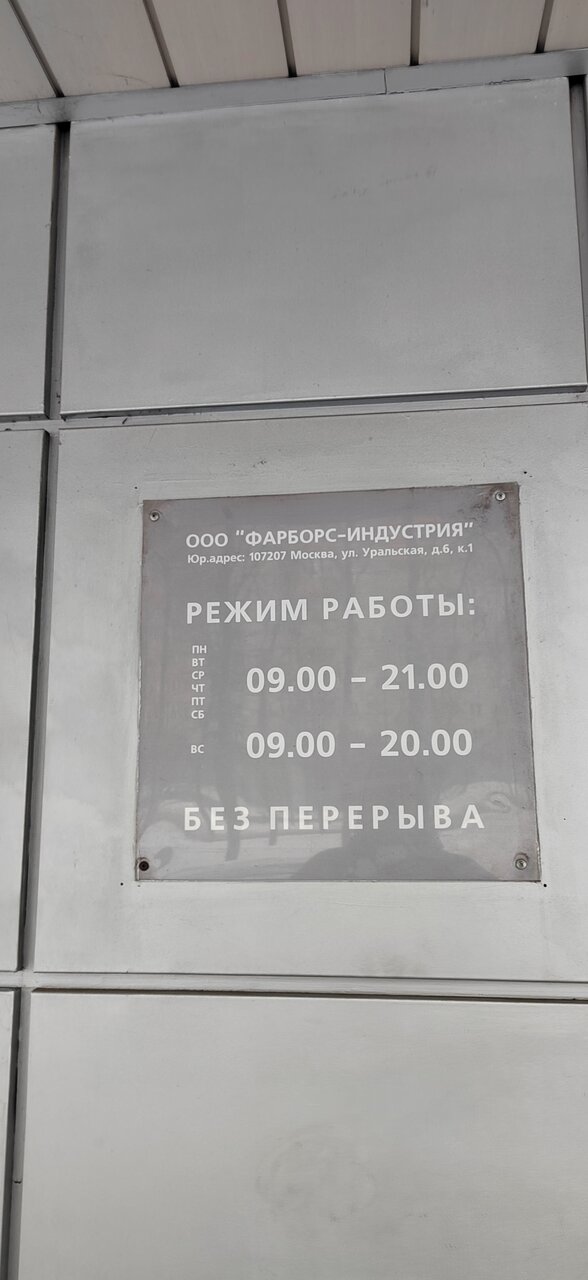 ООО "ФАРБОРС-ИНДУСТРИЯ"
Юр.адрес: 107207 Москва, ул. Уральская, д.6, к.1
РЕЖИМ РАБОТЫ:
ПН
ВТ
СР
ЧТ
ПТ
СБ
09.00 – 21.00
ВС 09.00 – 20.00
БЕЗ ПЕРЕРЫВА